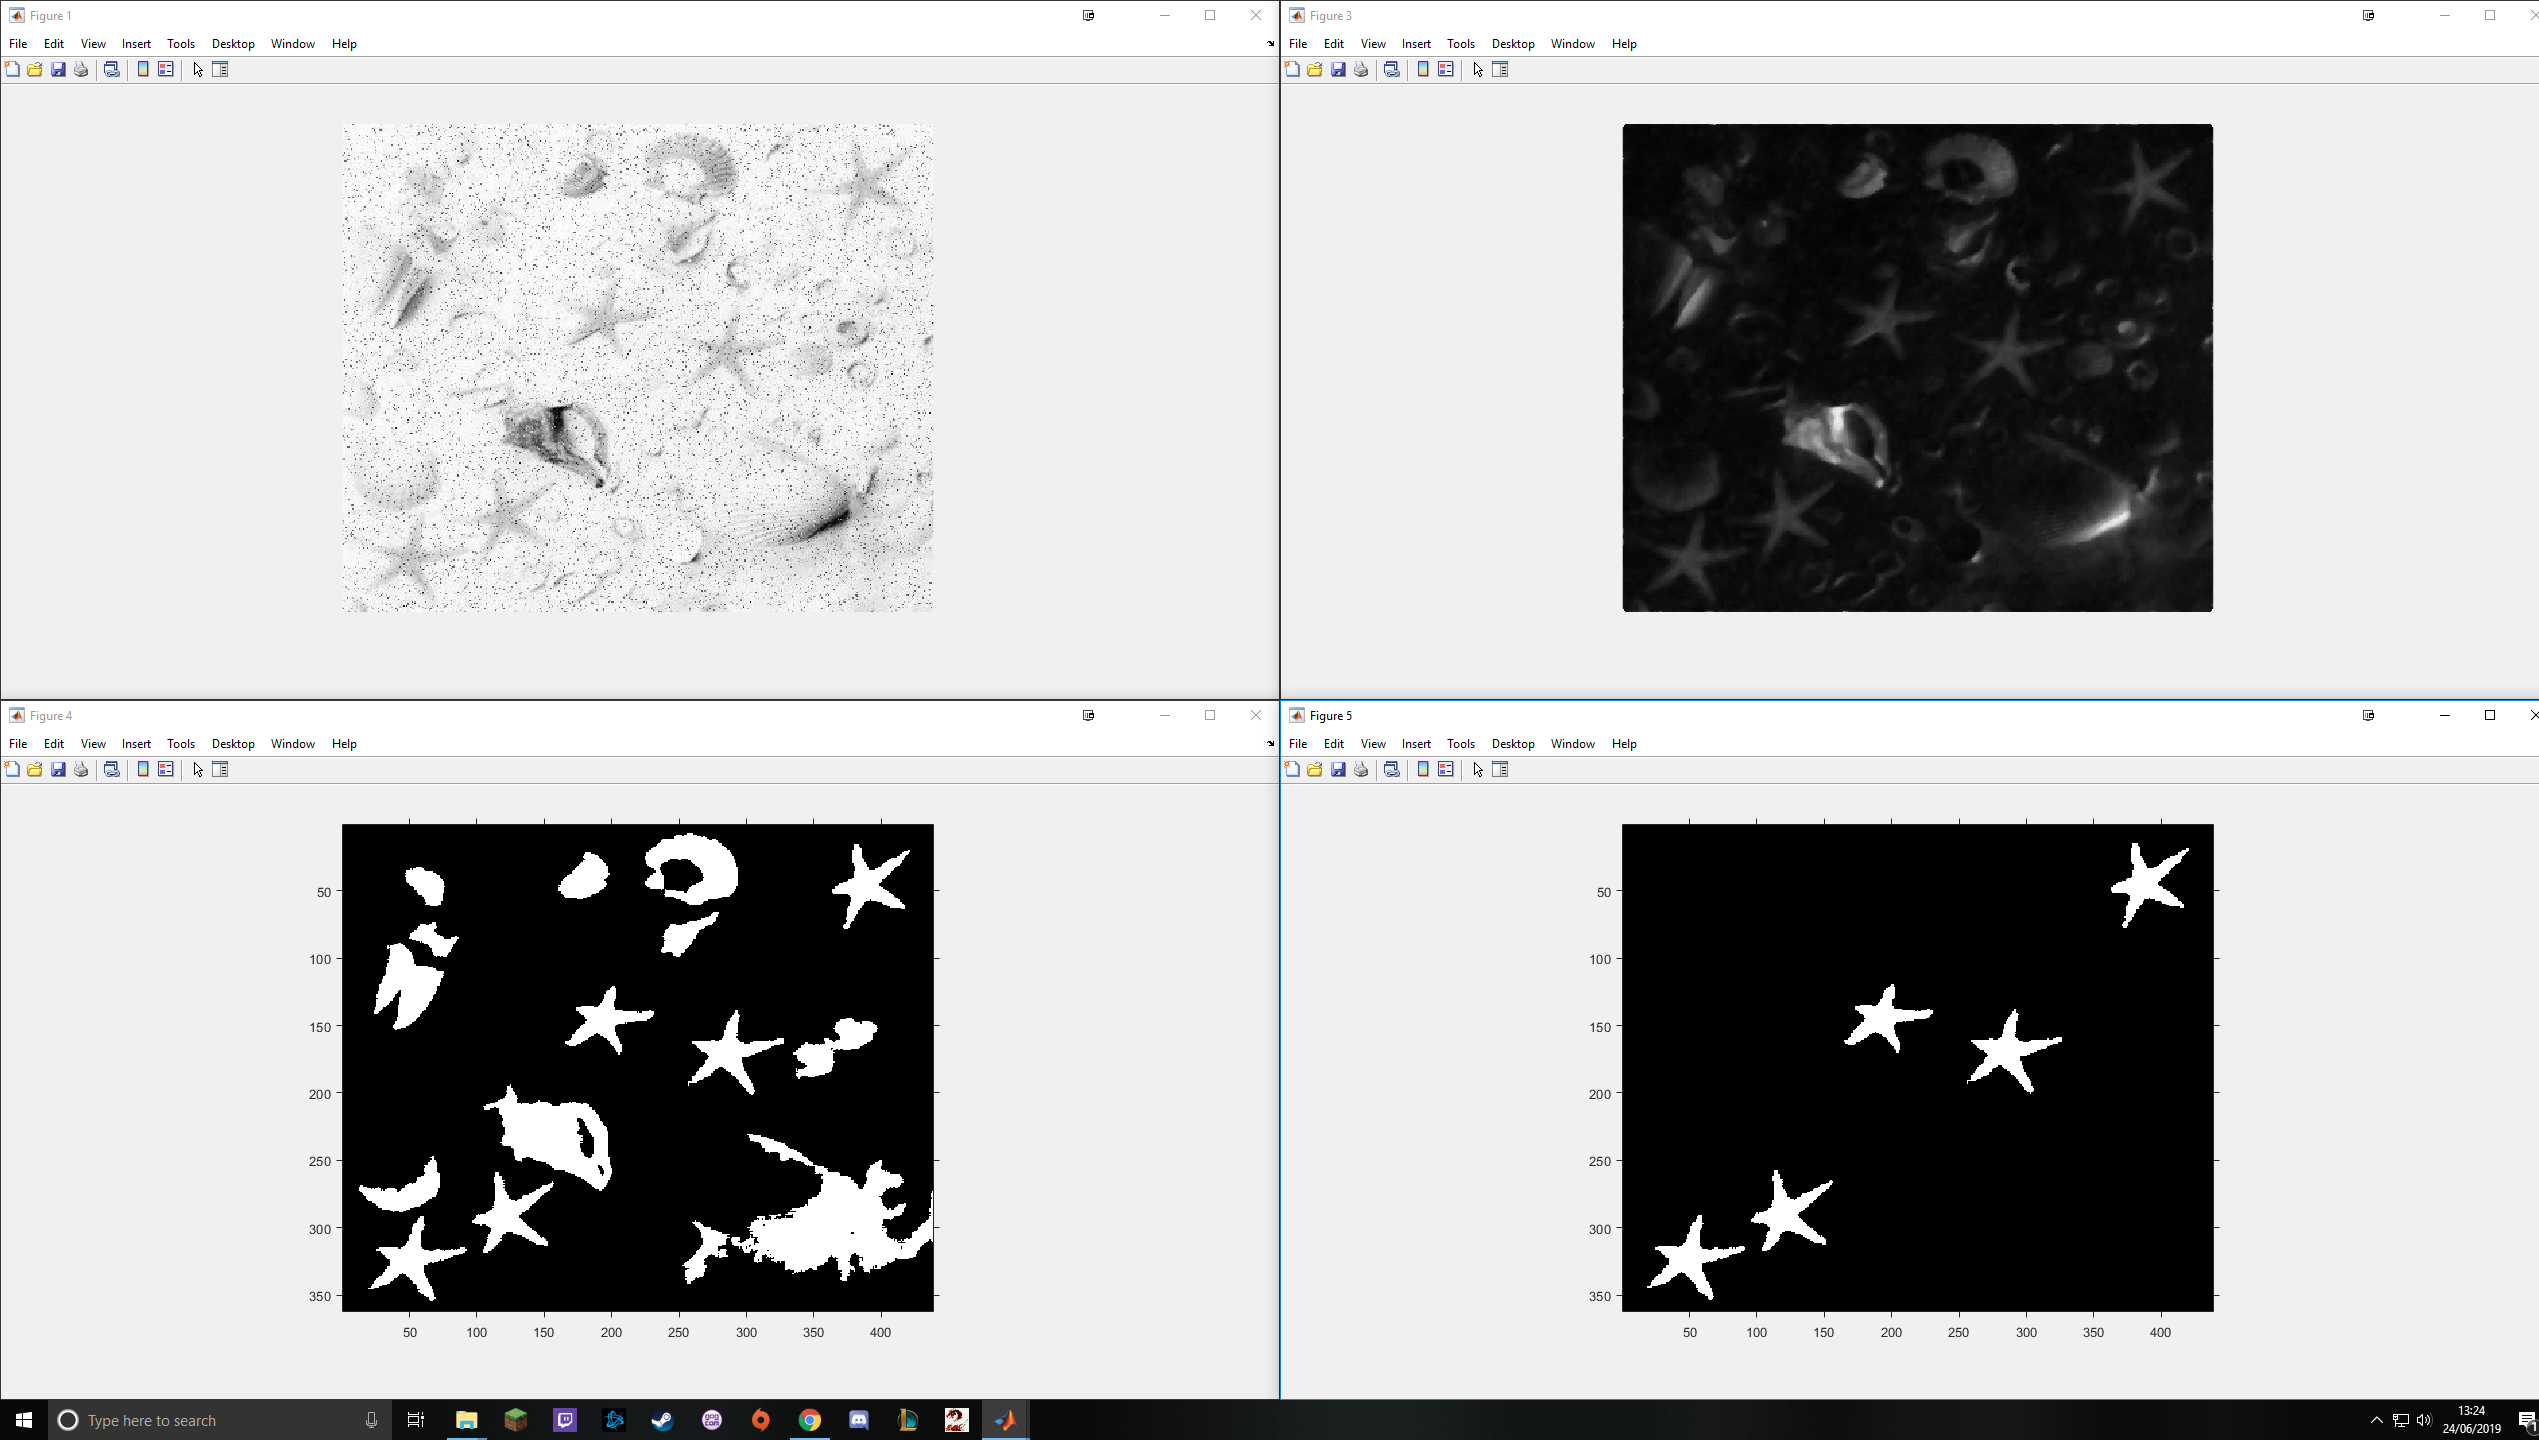 Figure 1
File Edit View Insert Tools Desktop Window Help
Figure 3
File Edit View Insert Tools Desktop Window Help
Figure 4
File Edit View Insert Tools Desktop Window Help
50
100
150
200
250
300
350
50 100 150 200 250 300 350 400
Figure 5
File Edit View Insert Tools Desktop Window Help
50
100
150
200
250
300
350
50 100 150 200 250 300 350 400
Type here to search
gog
com
13:24
24/06/2019
1